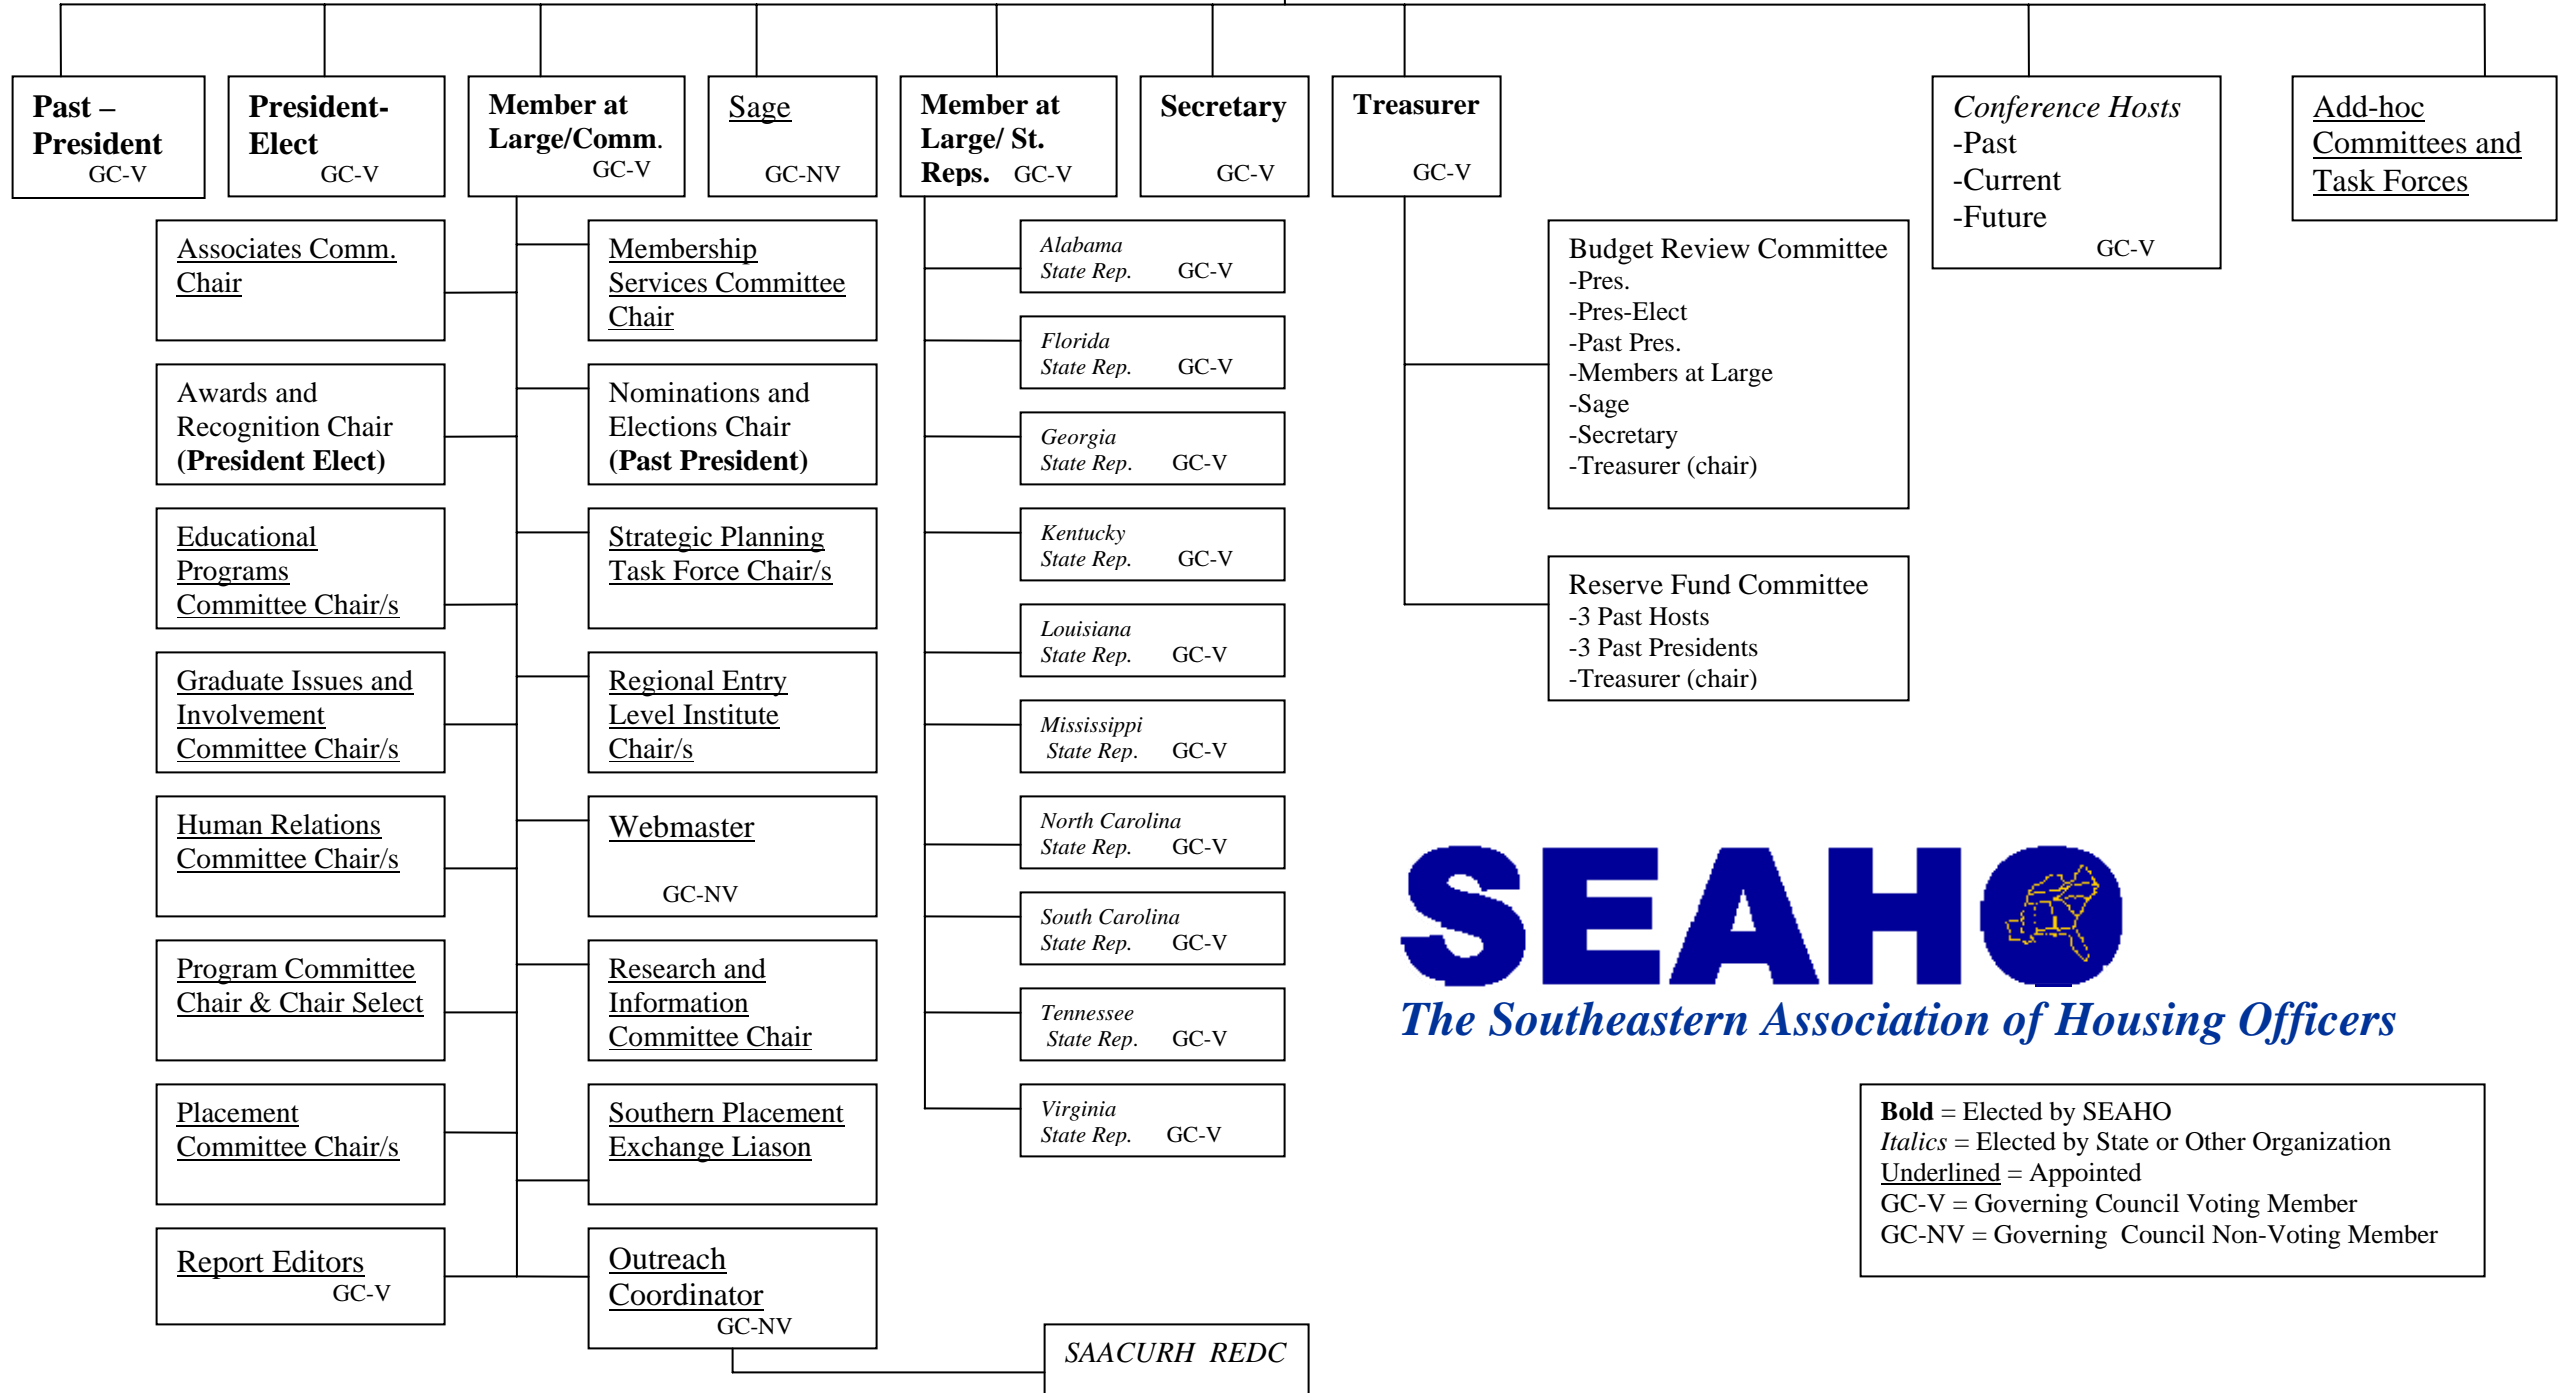 Past –
President
GC-V
President-
Elect
GC-V
Member at
Large/Comm.
GC-V
Sage
GC-NV
Member at
Large/ St.
Reps. GC-V
Secretary
GC-V
Treasurer
GC-V
Conference Hosts
-Past
-Current
-Future
GC-V
Add-hoc
Committees and
Task Forces
Associates Comm.
Chair
Awards and
Recognition Chair
(President Elect)
Educational
Programs
Committee Chair/s
Graduate Issues and
Involvement
Committee Chair/s
Human Relations
Committee Chair/s
Program Committee
Chair & Chair Select
Placement
Committee Chair/s
Report Editors
GC-V
Membership
Services Committee
Chair
Nominations and
Elections Chair
(Past President)
Strategic Planning
Task Force Chair/s
Regional Entry
Level Institute
Chair/s
Webmaster
GC-NV
Research and
Information
Committee Chair
Southern Placement
Exchange Liason
Outreach
Coordinator
GC-NV
SAACURH REDC
Alabama
State Rep. GC-V
Florida
State Rep. GC-V
Georgia
State Rep. GC-V
Kentucky
State Rep. GC-V
Louisiana
State Rep. GC-V
Mississippi
State Rep. GC-V
North Carolina
State Rep. GC-V
South Carolina
State Rep. GC-V
Tennessee
State Rep. GC-V
Virginia
State Rep. GC-V
Budget Review Committee
-Pres.
-Pres-Elect
-Past Pres.
-Members at Large
-Sage
-Secretary
-Treasurer (chair)
Reserve Fund Committee
-3 Past Hosts
-3 Past Presidents
-Treasurer (chair)
SEAHO
The Southeastern Association of Housing Officers
Bold = Elected by SEAHO
Italics = Elected by State or Other Organization
Underlined = Appointed
GC-V = Governing Council Voting Member
GC-NV = Governing Council Non-Voting Member